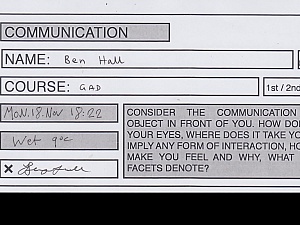 COMMUNICATION
NAME: Ben Hall
COURSE: GAD
1st / 2nd
Mon. 18. Nov 18:22
Wet 9°C
CONSIDER THE COMMUNICATION
OBJECT IN FRONT OF YOU. HOW DO
YOUR EYES, WHERE DOES IT TAKE YO
IMPLY ANY FORM OF INTERACTION, HO
MAKE YOU FEEL AND WHY, WHAT
FACETS DENOTE?
X